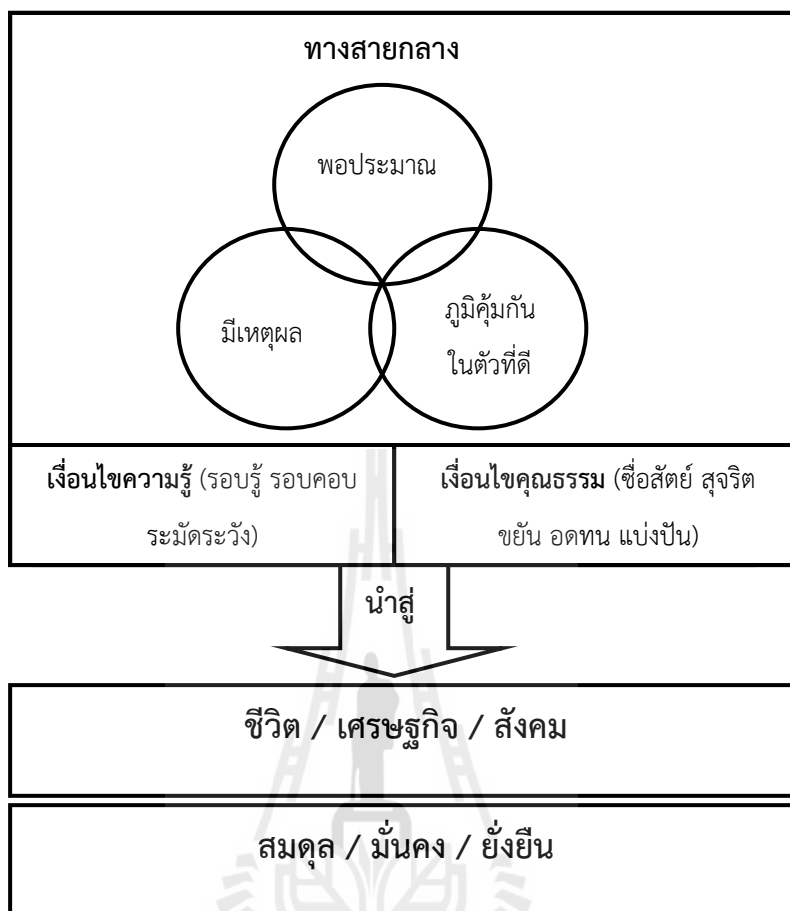 ทางสายกลาง
พอประมาณ
มีเหตุผล
ภูมิคุ้มกัน
ในตัวที่ดี
เงื่อนไขความรู้ (รอบรู้ รอบคอบ
ระมัดระวัง)
เงื่อนไขคุณธรรม (ซื่อสัตย์ สุจริต
ขยัน อดทน แบ่งปัน)
นำสู่
ชีวิต / เศรษฐกิจ / สังคม
สมดุล / มั่นคง / ยั่งยืน